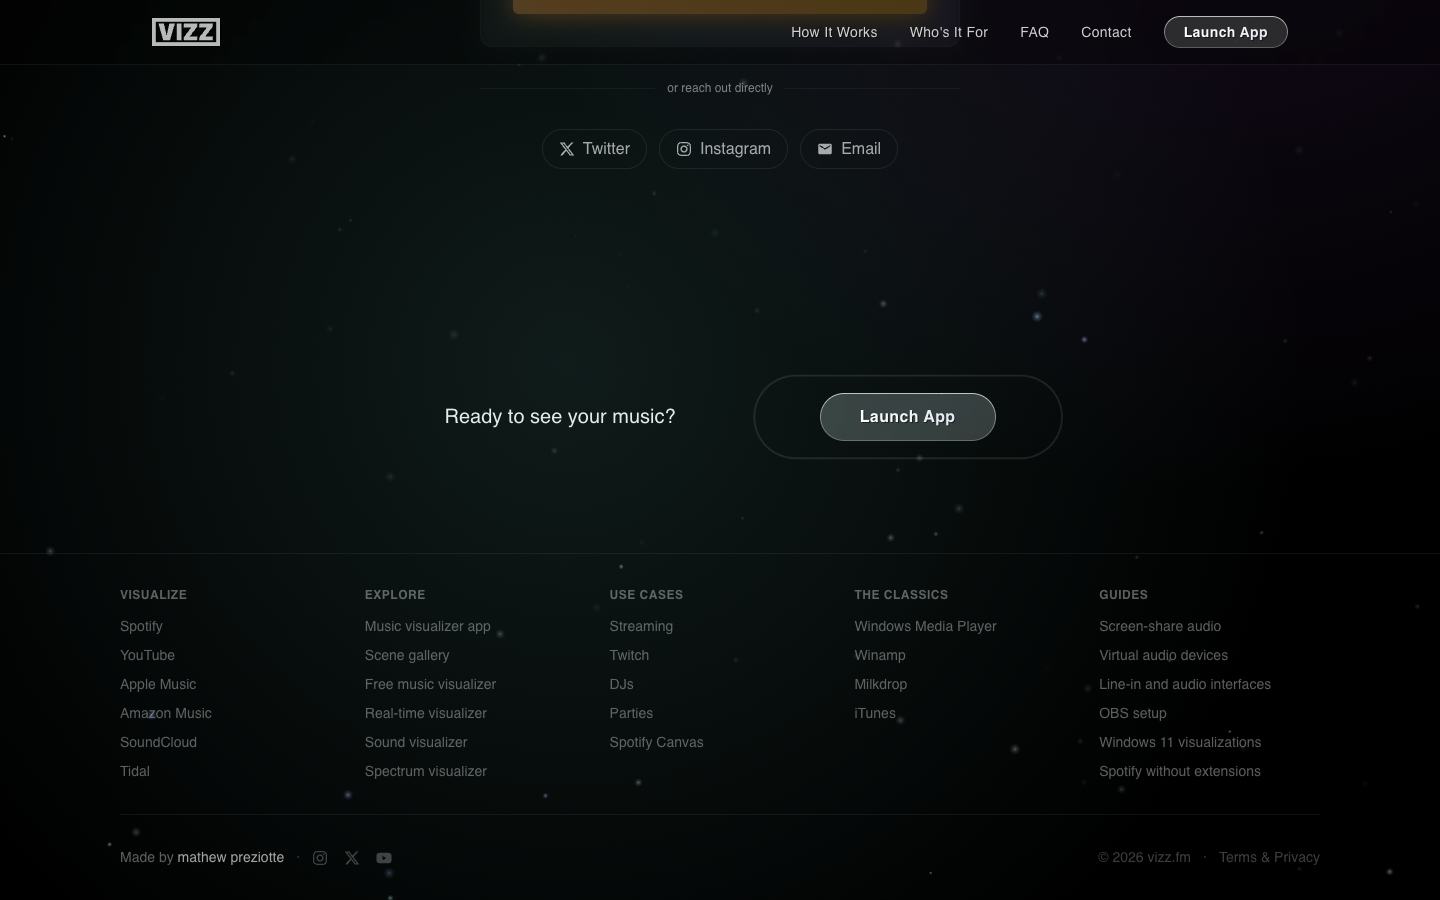 VIZZ
How It Works
Who's It For
FAQ
Contact
Launch App
or reach out directly
Twitter
Instagram
Email
Ready to see your music?
Launch App
VISUALIZE
Spotify
YouTube
Apple Music
Amazon Music
SoundCloud
Tidal
EXPLORE
Music visualizer app
Scene gallery
Free music visualizer
Real-time visualizer
Sound visualizer
Spectrum visualizer
USE CASES
Streaming
Twitch
DJs
Parties
Spotify Canvas
THE CLASSICS
Windows Media Player
Winamp
Milkdrop
iTunes
GUIDES
Screen-share audio
Virtual audio devices
Line-in and audio interfaces
OBS setup
Windows 11 visualizations
Spotify without extensions
Made by mathew preziotte ·
© 2026 vizz.fm · Terms & Privacy